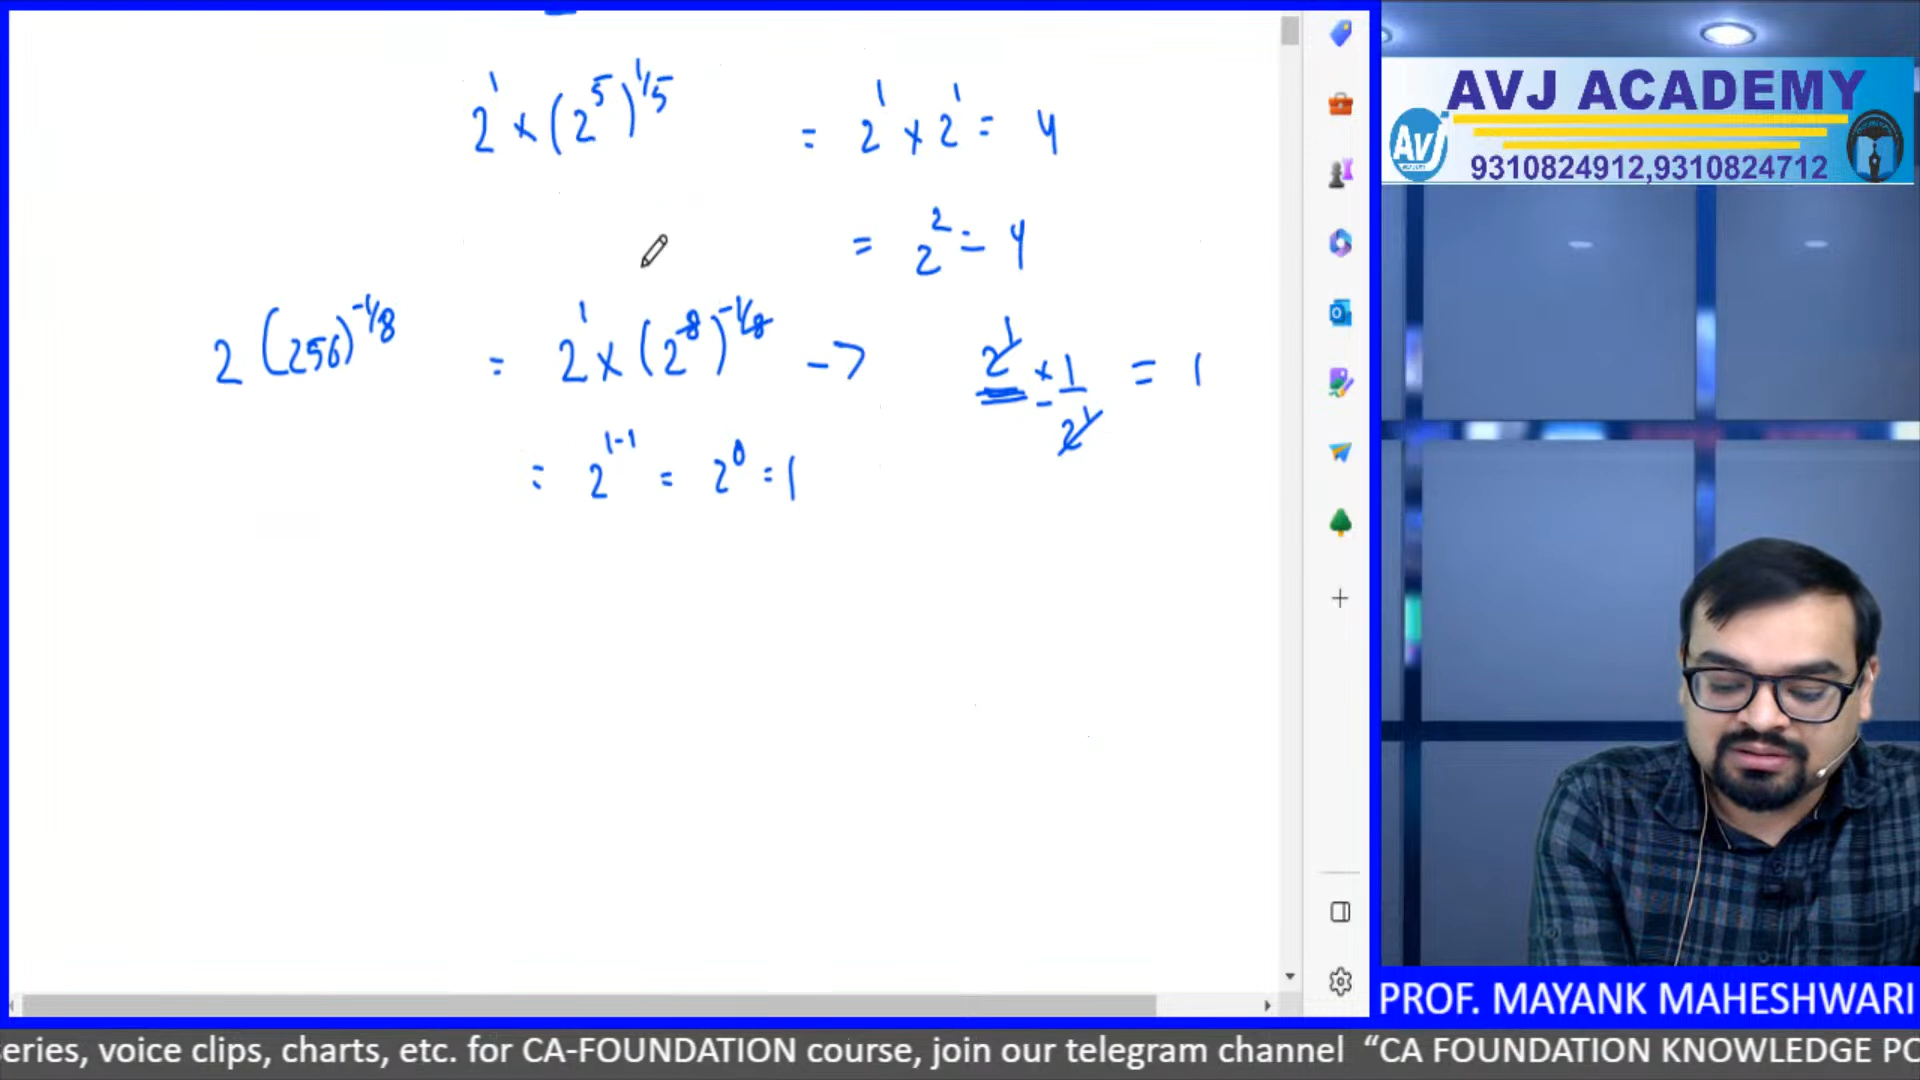 2¹ × (2⁵)^1/5 = 2¹ × 2¹ = 4
= 2² = 4
2 (256)^-1/8 = 2¹ × (2⁸)^-1/8 -> 2¹ × 1/2¹ = 1
= 2^1-1 = 2⁰ = 1
AVJ ACADEMY
AVJ
9310824912,9310824712
PROF. MAYANK MAHESHWARI
eries, voice clips, charts, etc. for CA-FOUNDATION course, join our telegram channel “CA FOUNDATION KNOWLEDGE PO